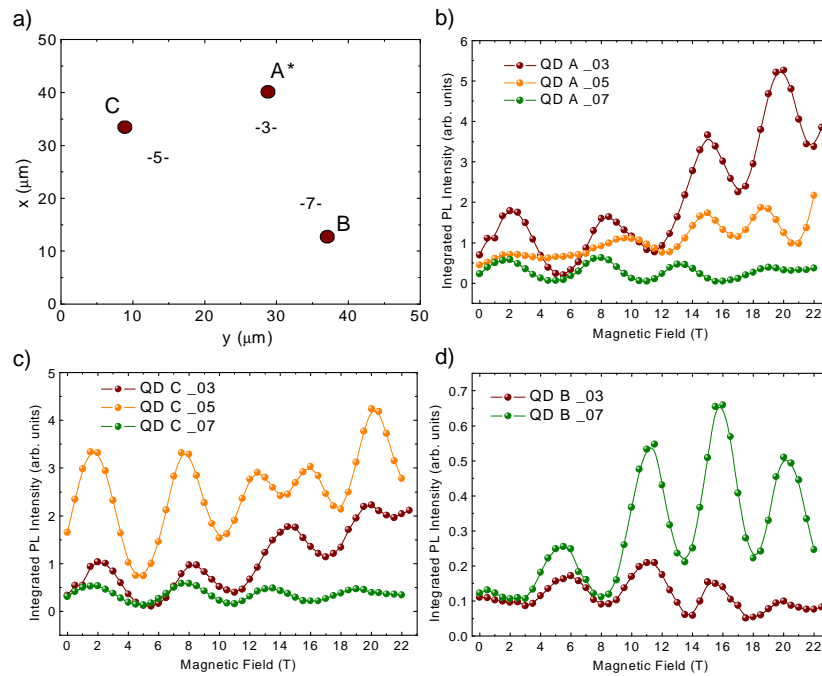 a)
50
40
30
20
10
0
0 10 20 30 40 50
x (μm)
y (μm)
A*
C
-3-
-5-
-7-
B
b)
6
5
4
3
2
1
0
0 2 4 6 8 10 12 14 16 18 20 22
Integrated PL Intensity (arb. units)
Magnetic Field (T)
QD A _03
QD A _05
QD A _07
c)
5
4
3
2
1
0
0 2 4 6 8 10 12 14 16 18 20 22
Integrated PL Intensity (arb. units)
Magnetic Field (T)
QD C _03
QD C _05
QD C _07
d)
0.7
0.6
0.5
0.4
0.3
0.2
0.1
0.0
0 2 4 6 8 10 12 14 16 18 20 22
Integrated PL Intensity (arb. units)
Magnetic Field (T)
QD B _03
QD B _07